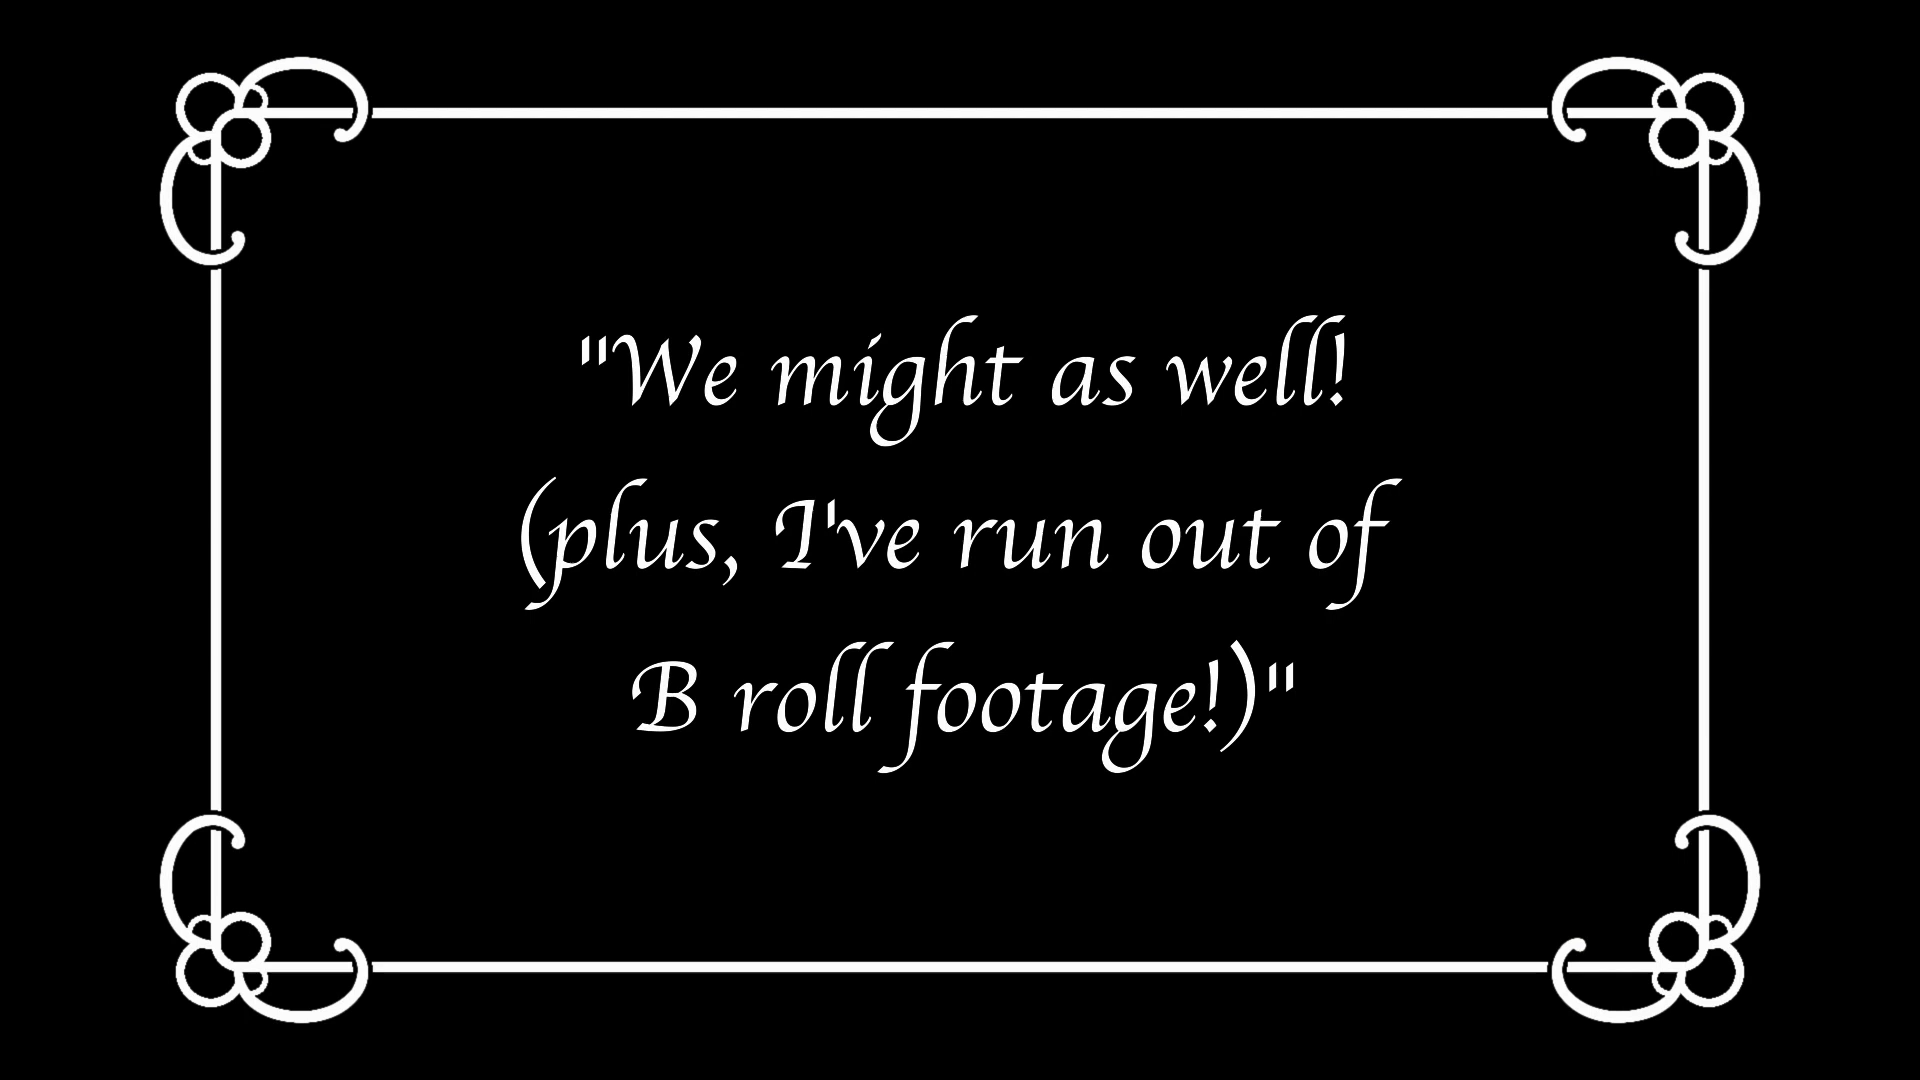 "We might as well!
(plus, I've run out of
B roll footage!)"